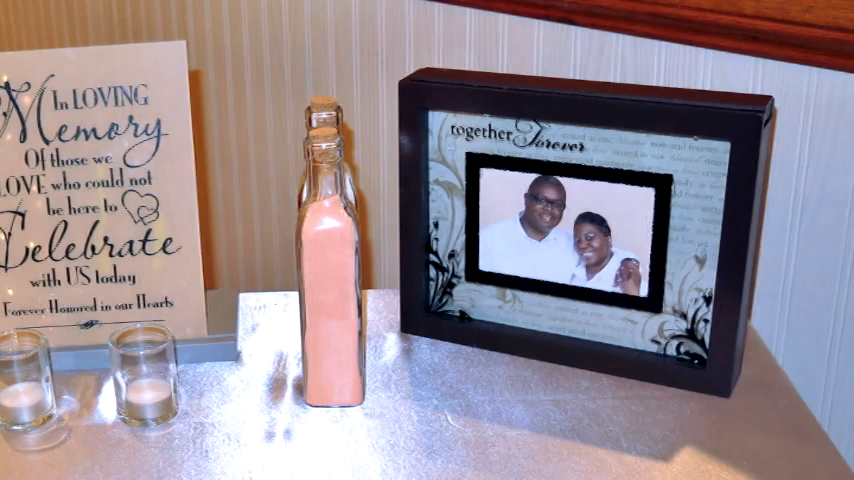 In LOVING
Memory
Of those we
LOVE who could not
be here to
Celebrate
with US today
Forever Honored in our Hearts
together Forever